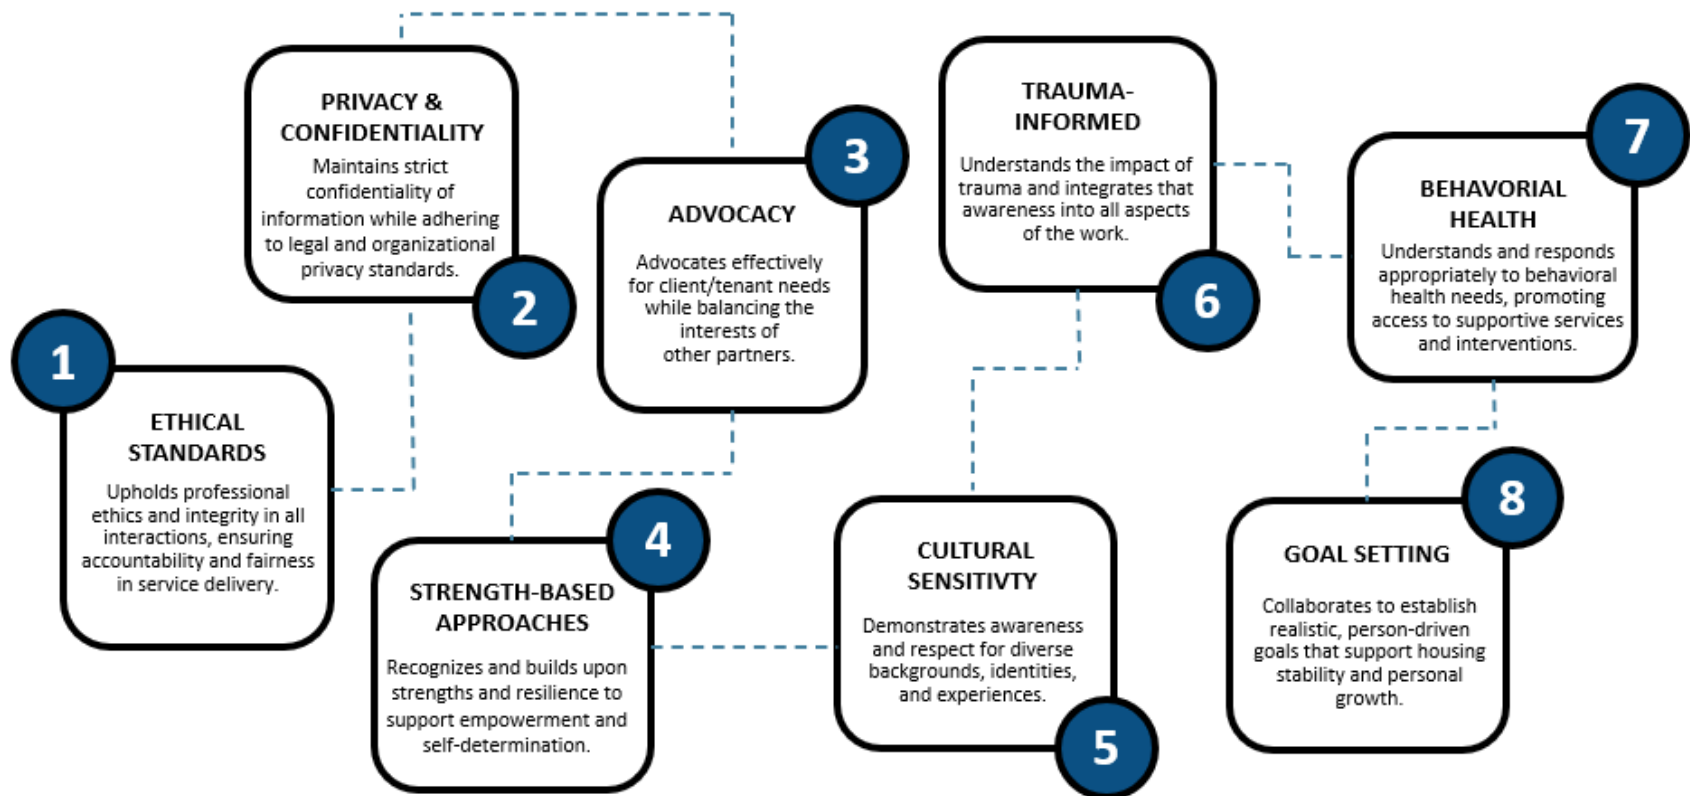 1
ETHICAL
STANDARDS
Upholds professional
ethics and integrity in all
interactions, ensuring
accountability and fairness
in service delivery.
PRIVACY &
CONFIDENTIALITY
Maintains strict
confidentiality of
information while adhering
to legal and organizational
privacy standards.
2
3
ADVOCACY
Advocates effectively
for client/tenant needs
while balancing the
interests of
other partners.
4
STRENGTH-BASED
APPROACHES
Recognizes and builds upon
strengths and resilience to
support empowerment and
self-determination.
CULTURAL
SENSITIVTY
Demonstrates awareness
and respect for diverse
backgrounds, identities,
and experiences.
5
TRAUMA-
INFORMED
Understands the impact of
trauma and integrates that
awareness into all aspects
of the work.
6
7
BEHAVORIAL
HEALTH
Understands and responds
appropriately to behavioral
health needs, promoting
access to supportive services
and interventions.
8
GOAL SETTING
Collaborates to establish
realistic, person-driven
goals that support housing
stability and personal
growth.